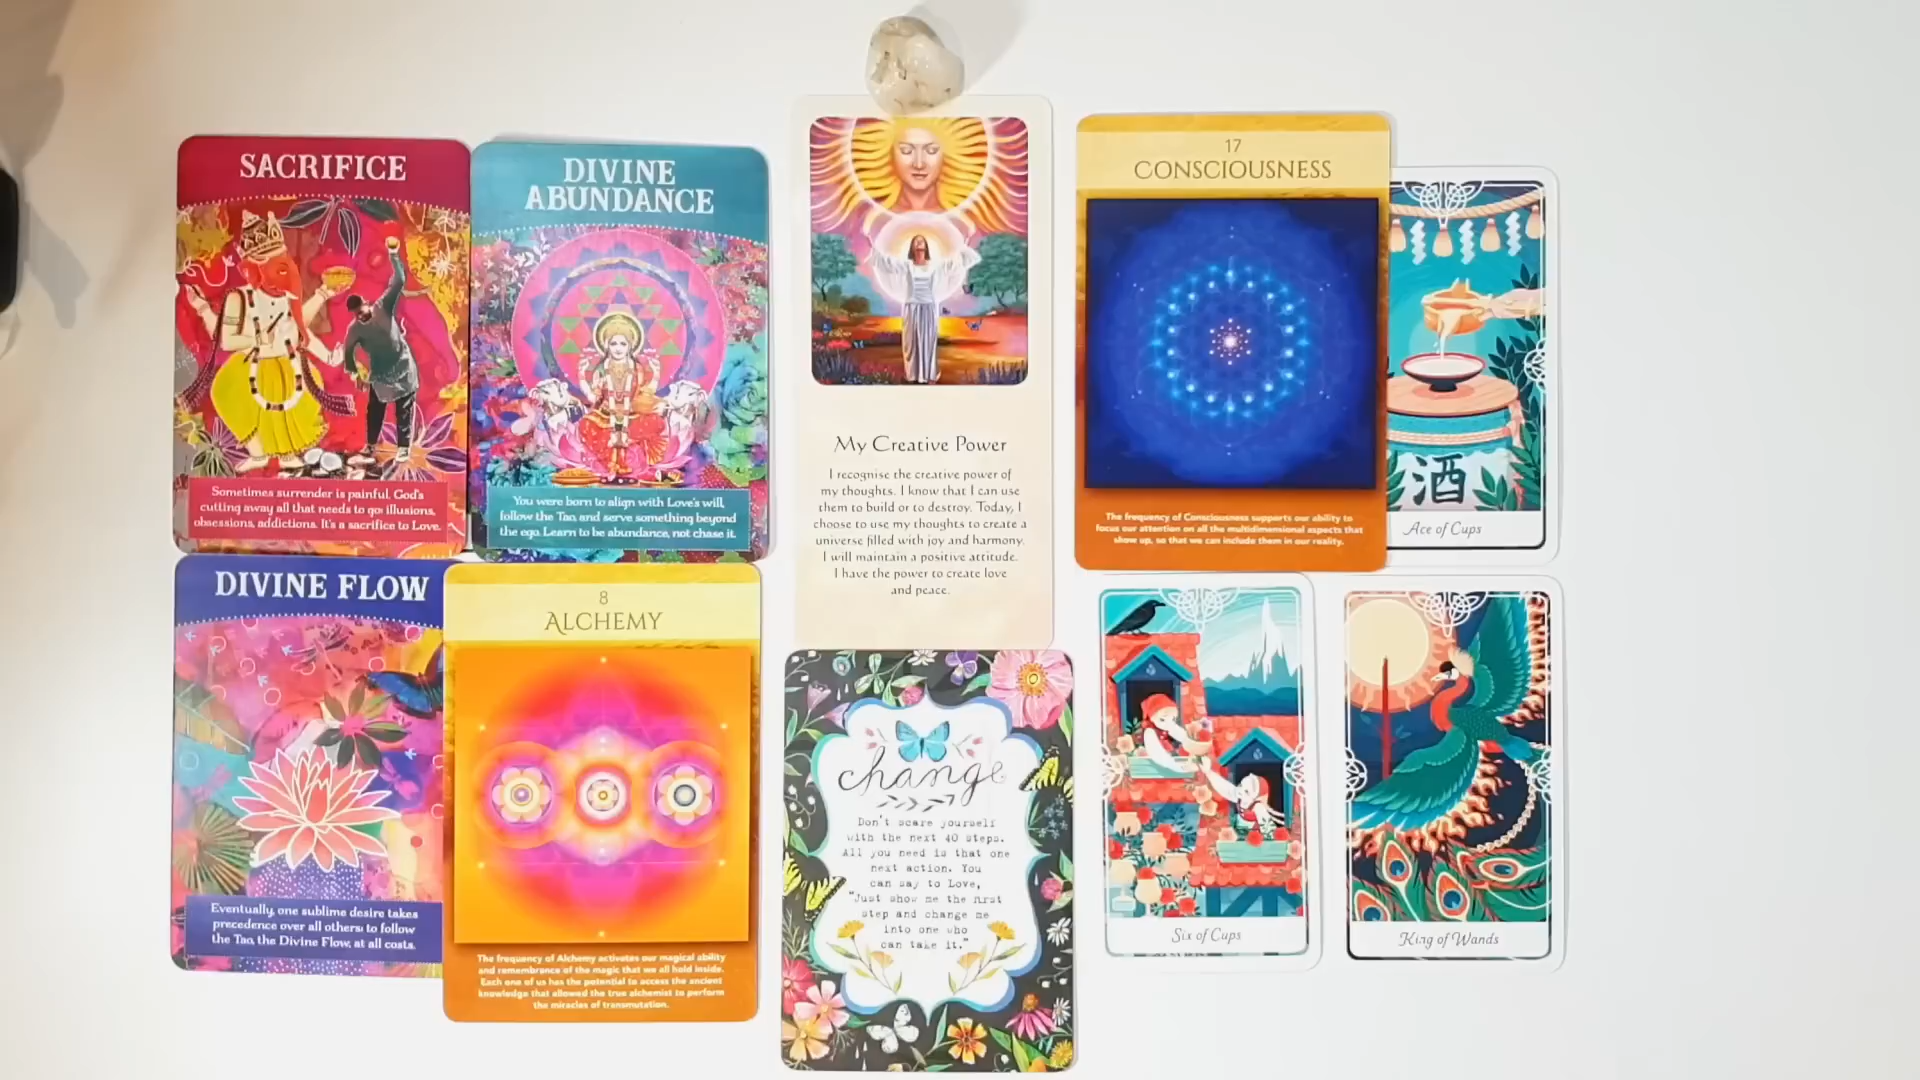 SACRIFICE
Sometimes surrender is painful. God's
cutting away all that needs to go: illusions,
obsessions, addictions. It's a sacrifice to Love.
DIVINE
ABUNDANCE
You were born to align with Love's will,
follow the Tao, and serve something beyond
the ego. Learn to be abundance, not chase it.
My Creative Power
I recognise the creative power of
my thoughts. I know that I can use
them to build or to destroy. Today, I
choose to use my thoughts to create a
universe filled with joy and harmony.
I will maintain a positive attitude.
I have the power to create love
and peace.
17
CONSCIOUSNESS
The frequency of Consciousness supports our ability to
focus our attention on all the multidimensional aspects that
show up, so that we can include them in our reality.
酒
Ace of Cups
DIVINE FLOW
Eventually, one sublime desire takes
precedence over all others: to follow
the Tao, the Divine Flow, at all costs.
8
ALCHEMY
The frequency of Alchemy activates our magical ability
and remembrance of the magic that we all hold inside.
Each one of us has the potential to access the ancient
knowledge that allowed the true alchemist to perform
the miracles of transmutation.
change
Don't scare yourself
with the next 40 steps.
All you need is that one
next action. You
can say to Love,
"Just show me the first
step and change me
into one who
can take it."
Six of Cups
King of Wands